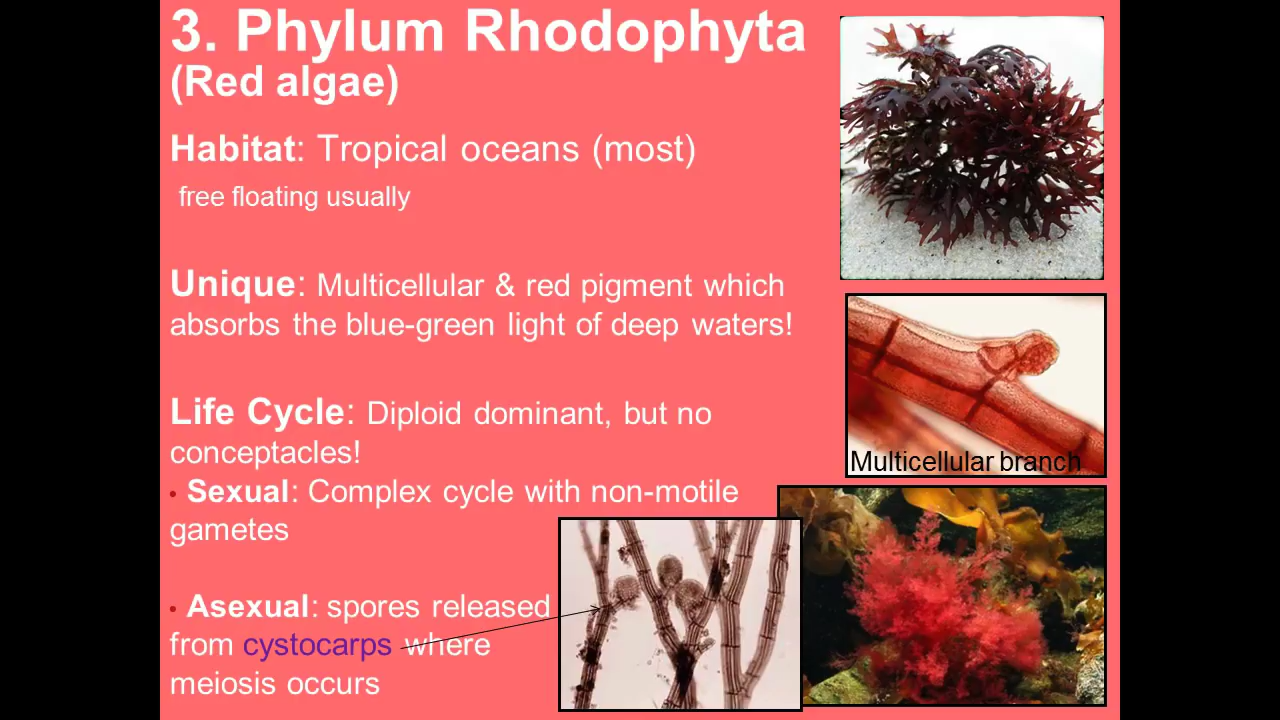 3. Phylum Rhodophyta
(Red algae)
Habitat: Tropical oceans (most)
free floating usually
Unique: Multicellular & red pigment which
absorbs the blue-green light of deep waters!
Life Cycle: Diploid dominant, but no
conceptacles!
• Sexual: Complex cycle with non-motile
gametes
• Asexual: spores released
from cystocarps where
meiosis occurs
Multicellular branch